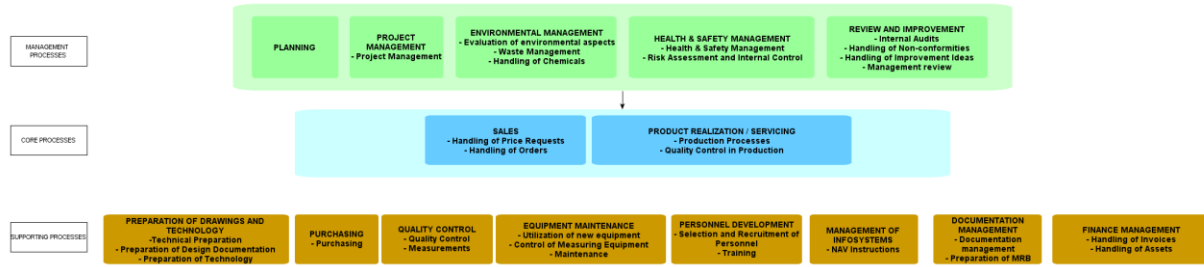 MANAGEMENT
PROCESSES
PLANNING
PROJECT
MANAGEMENT
- Project Management
ENVIRONMENTAL MANAGEMENT
- Evaluation of environmental aspects
- Waste Management
- Handling of Chemicals
HEALTH & SAFETY MANAGEMENT
- Health & Safety Management
- Risk Assessment and Internal Control
REVIEW AND IMPROVEMENT
- Internal Audits
- Handling of Non-conformities
- Handling of Improvement Ideas
- Management review
CORE PROCESSES
SALES
- Handling of Price Requests
- Handling of Orders
PRODUCT REALIZATION / SERVICING
- Production Processes
- Quality Control in Production
SUPPORTING PROCESSES
PREPARATION OF DRAWINGS AND
TECHNOLOGY
-Technical Preparation
- Preparation of Design Documentation
- Preparation of Technology
PURCHASING
- Purchasing
QUALITY CONTROL
- Quality Control
- Measurements
EQUIPMENT MAINTENANCE
- Utilization of new equipment
- Control of Measuring Equipment
- Maintenance
PERSONNEL DEVELOPMENT
- Selection and Recruitment of
Personnel
- Training
MANAGEMENT OF
INFOSYSTEMS
- NAV Instructions
DOCUMENTATION
MANAGEMENT
- Documentation
management
- Preparation of MRB
FINANCE MANAGEMENT
- Handling of Invoices
- Handling of Assets